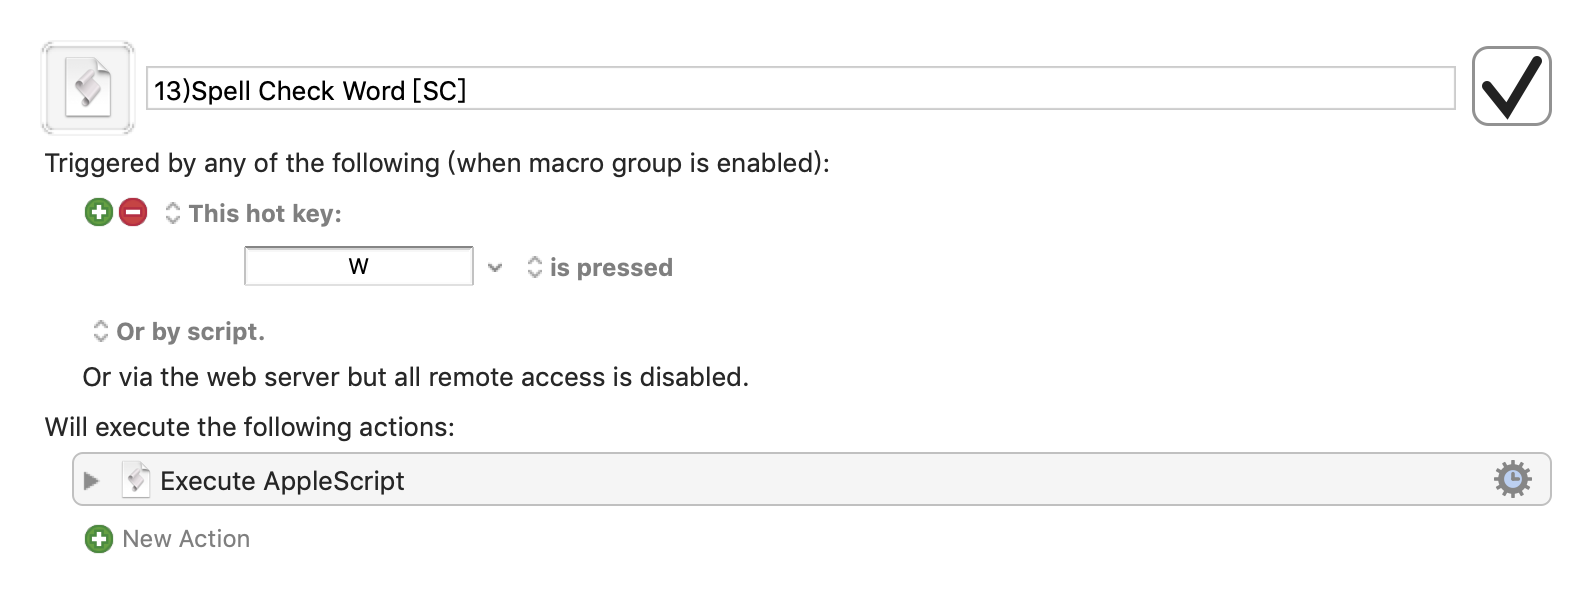 13)Spell Check Word [SC]
Triggered by any of the following (when macro group is enabled):
This hot key:
W is pressed
Or by script.
Or via the web server but all remote access is disabled.
Will execute the following actions:
Execute AppleScript
New Action